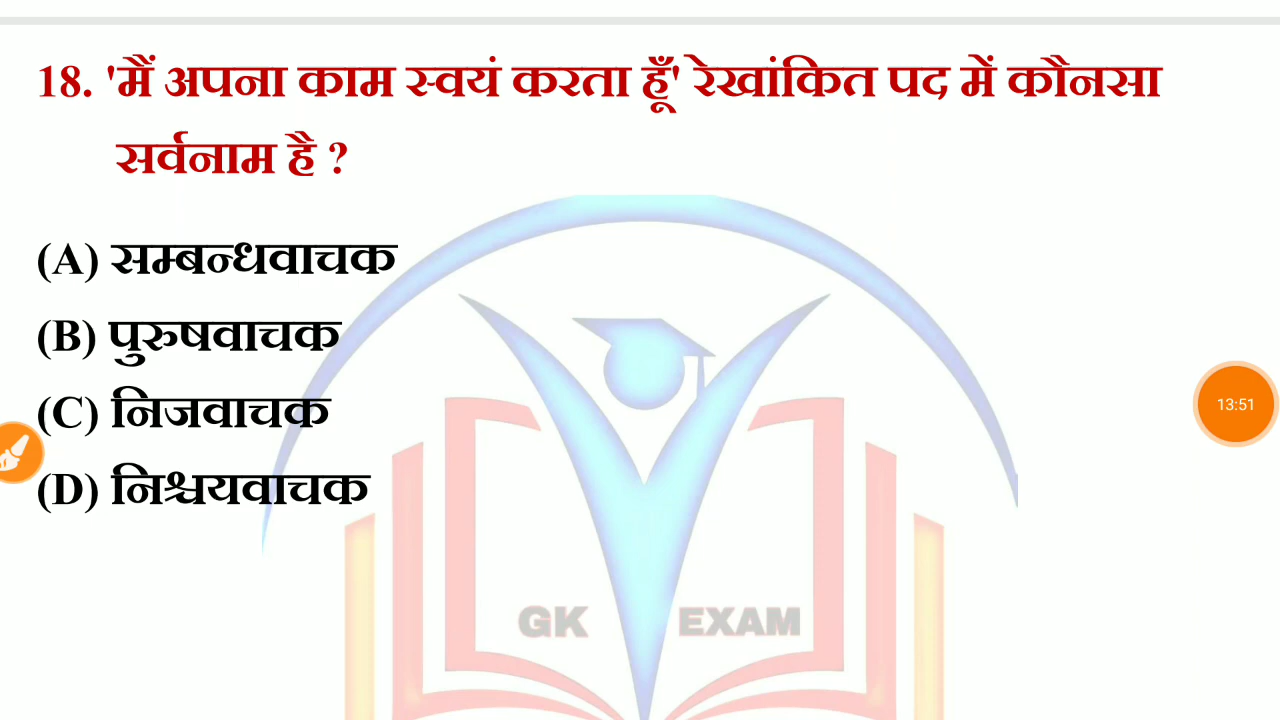 18. 'मैं अपना काम स्वयं करता हूँ' रेखांकित पद में कौनसा
सर्वनाम है ?
(A) सम्बन्धवाचक
(B) पुरुषवाचक
(C) निजवाचक
(D) निश्चयवाचक
13:51
GK EXAM